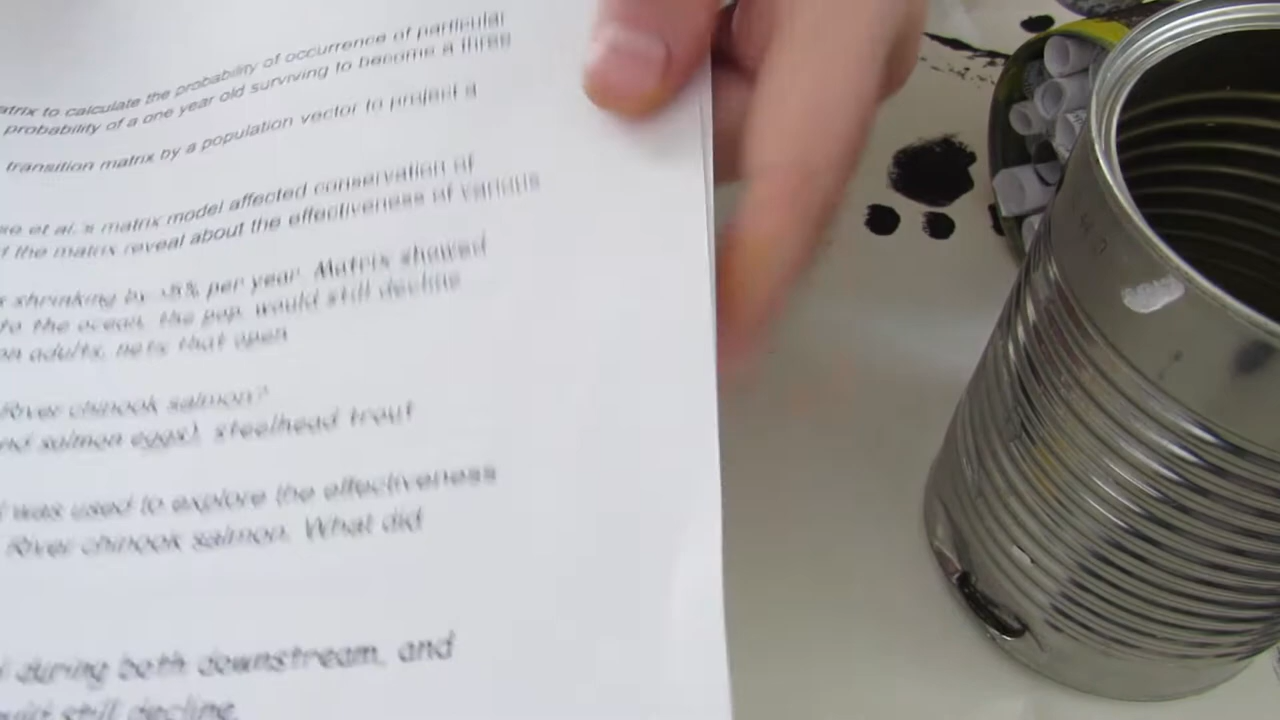 matrix to calculate the probability of occurrence of particular
probability of a one year old surviving to become a three
transition matrix by a population vector to project a
et al.'s matrix model affected conservation of
the matrix reveal about the effectiveness of various
shrinking by 5% per year. Matrix showed
to the ocean, the pop. would still decline
on adults, nets that open
River chinook salmon?
nd salmon eggs), steelhead trout
was used to explore the effectiveness
River chinook salmon. What did
during both downstream, and
still decline.